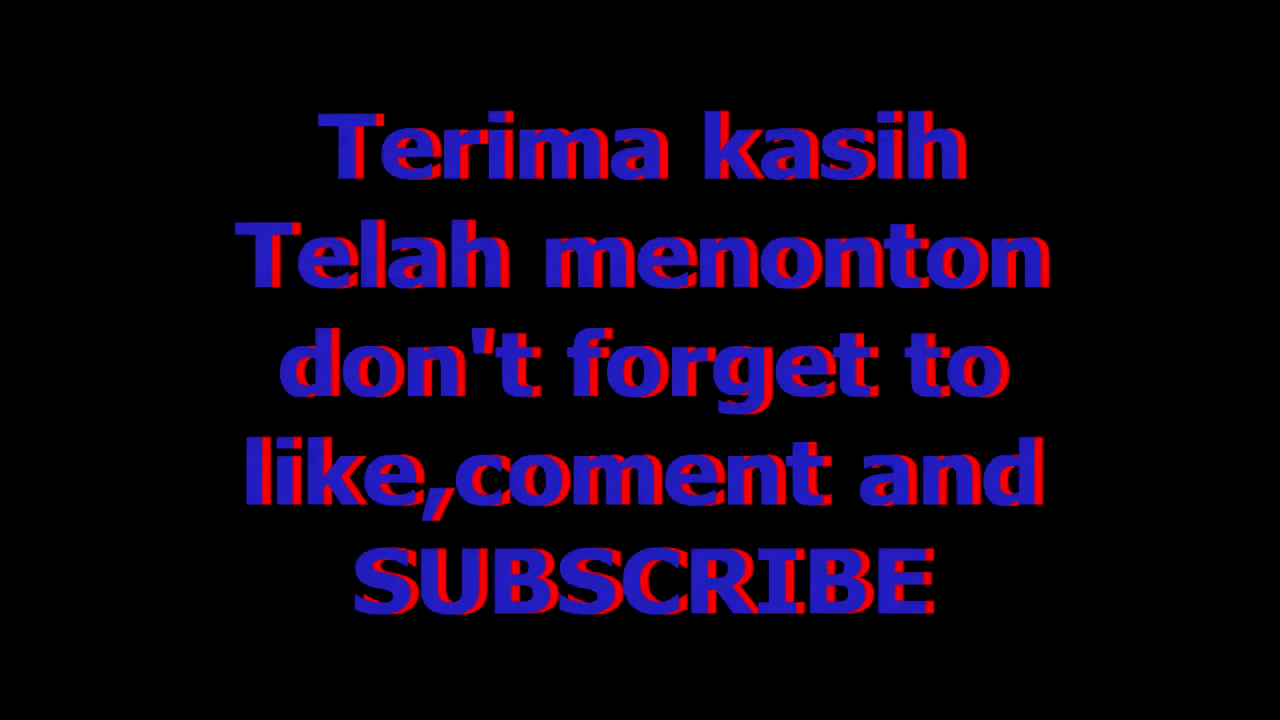 Terima kasih
Telah menonton
don't forget to
like,coment and
SUBSCRIBE